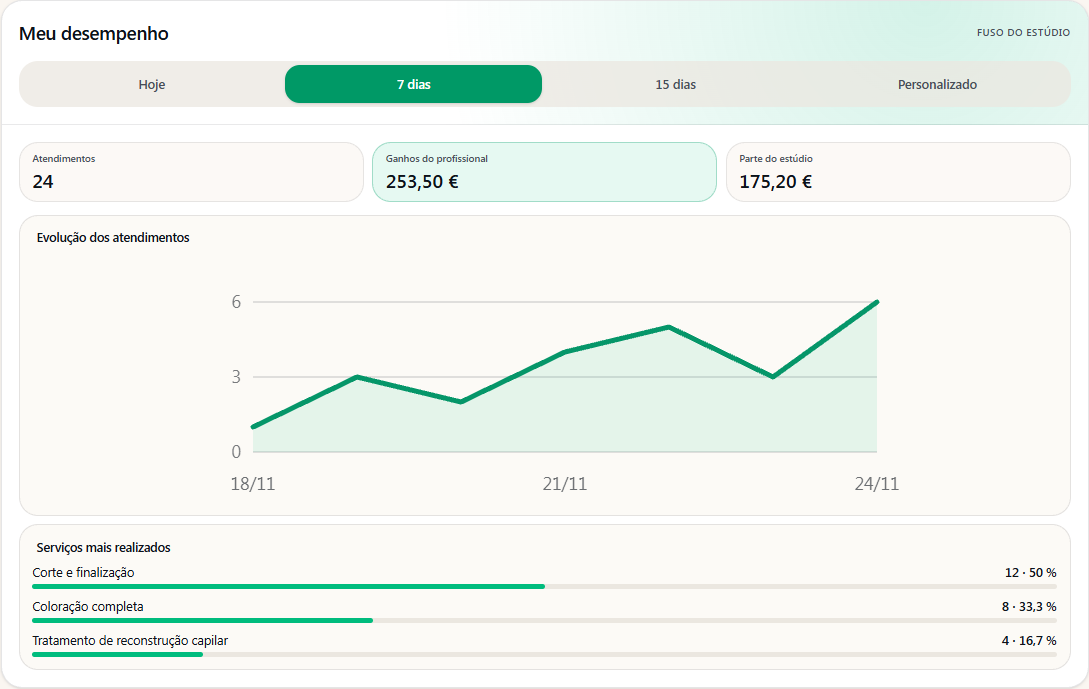 Meu desempenho
FUSO DO ESTÚDIO
Hoje
7 dias
15 dias
Personalizado
Atendimentos
24
Ganhos do profissional
253,50 €
Parte do estúdio
175,20 €
Evolução dos atendimentos
6
3
0
18/11
21/11
24/11
Serviços mais realizados
Corte e finalização
12 · 50 %
Coloração completa
8 · 33,3 %
Tratamento de reconstrução capilar
4 · 16,7 %